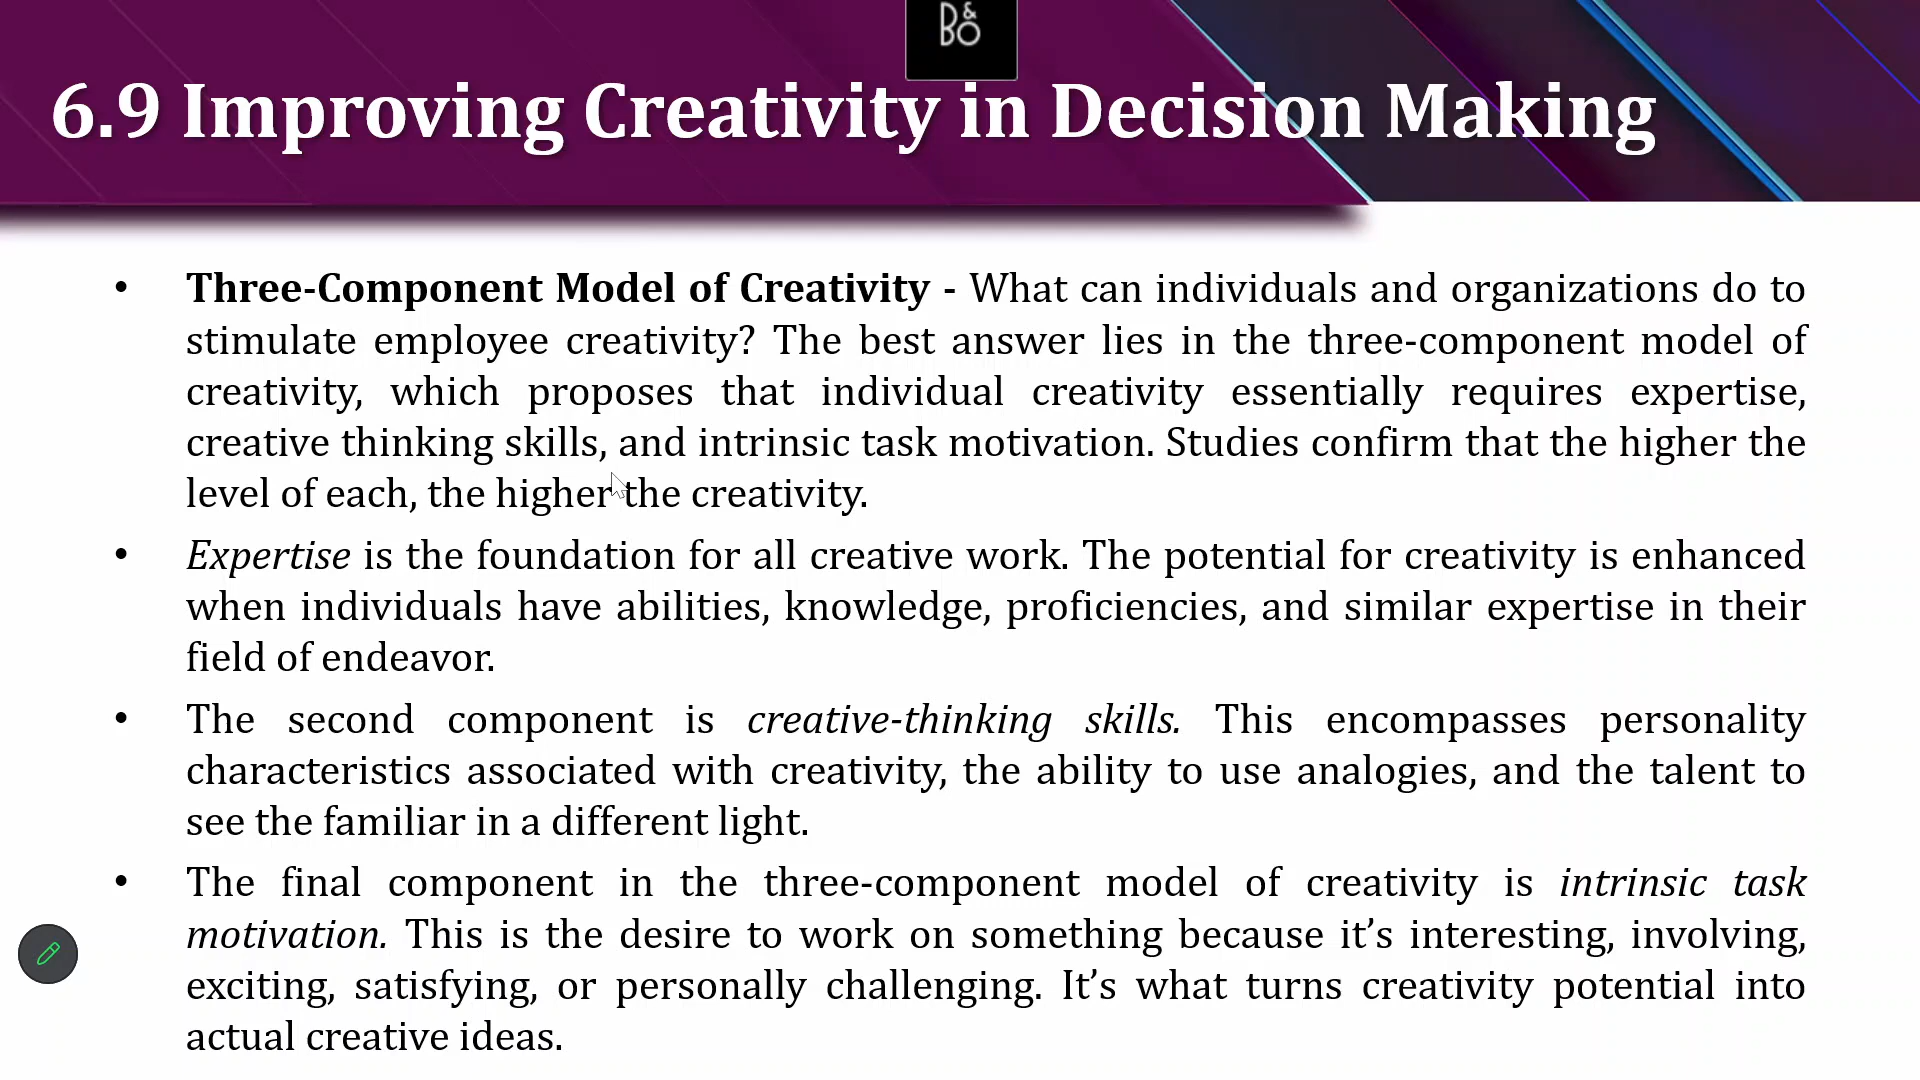 B&
BO
6.9 Improving Creativity in Decision Making
• Three-Component Model of Creativity - What can individuals and organizations do to
stimulate employee creativity? The best answer lies in the three-component model of
creativity, which proposes that individual creativity essentially requires expertise,
creative thinking skills, and intrinsic task motivation. Studies confirm that the higher the
level of each, the higher the creativity.
• Expertise is the foundation for all creative work. The potential for creativity is enhanced
when individuals have abilities, knowledge, proficiencies, and similar expertise in their
field of endeavor.
• The second component is creative-thinking skills. This encompasses personality
characteristics associated with creativity, the ability to use analogies, and the talent to
see the familiar in a different light.
• The final component in the three-component model of creativity is intrinsic task
motivation. This is the desire to work on something because it’s interesting, involving,
exciting, satisfying, or personally challenging. It’s what turns creativity potential into
actual creative ideas.